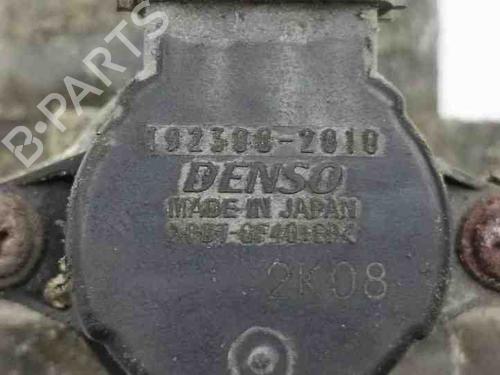 B-PARTS
192300-2010
DENSO
MADE IN JAPAN
2K08